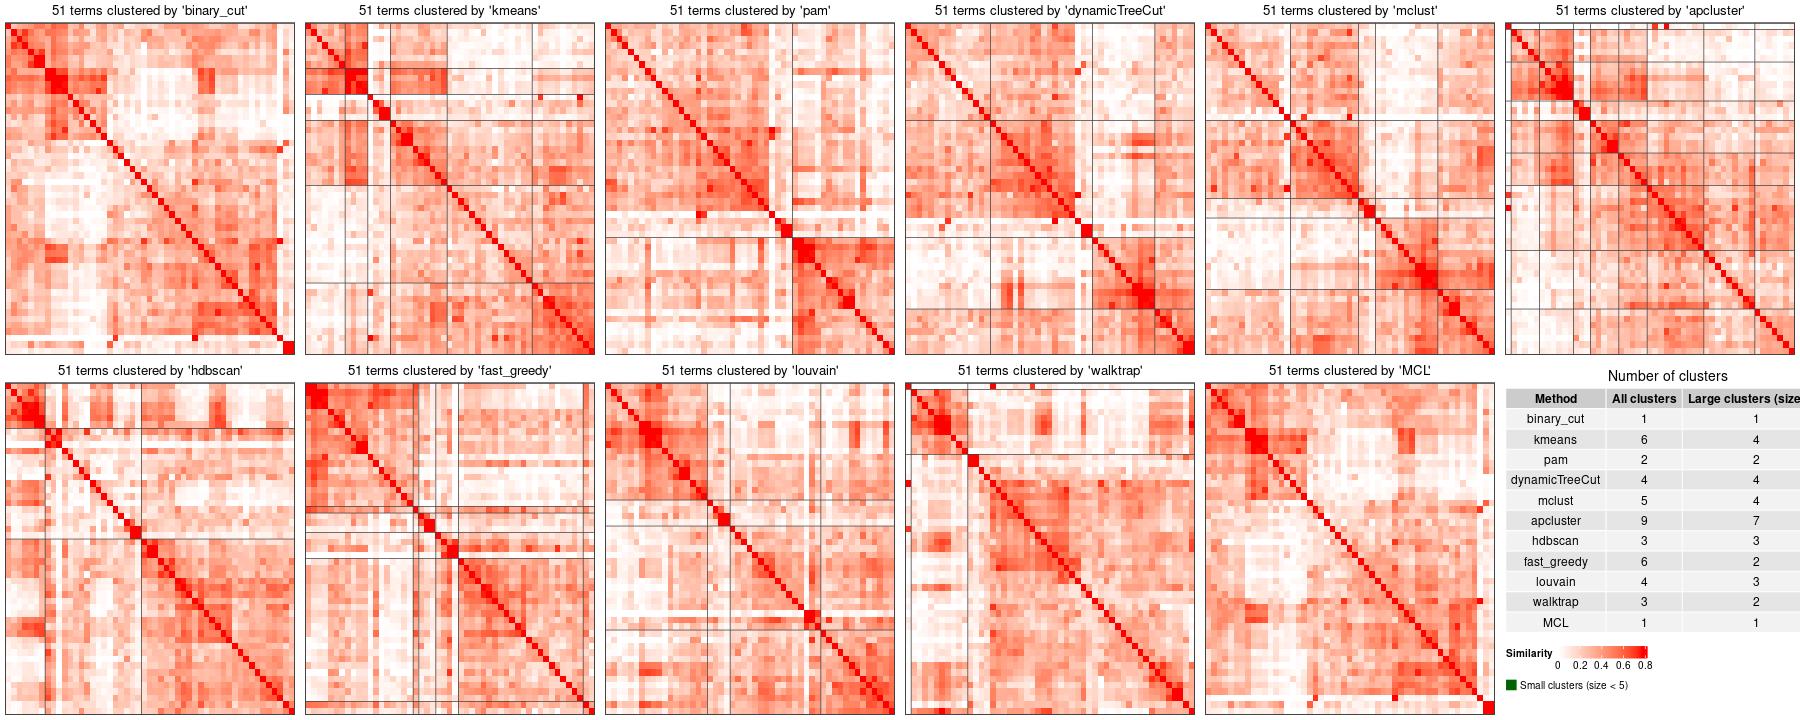 51 terms clustered by 'binary_cut'
51 terms clustered by 'kmeans'
51 terms clustered by 'pam'
51 terms clustered by 'dynamicTreeCut'
51 terms clustered by 'mclust'
51 terms clustered by 'apcluster'
51 terms clustered by 'hdbscan'
51 terms clustered by 'fast_greedy'
51 terms clustered by 'louvain'
51 terms clustered by 'walktrap'
51 terms clustered by 'MCL'
Number of clusters
Method All clusters Large clusters (size
binary_cut 1 1
kmeans 6 4
pam 2 2
dynamicTreeCut 4 4
mclust 5 4
apcluster 9 7
hdbscan 3 3
fast_greedy 6 2
louvain 4 3
walktrap 3 2
MCL 1 1
Similarity
0 0.2 0.4 0.6 0.8
Small clusters (size < 5)